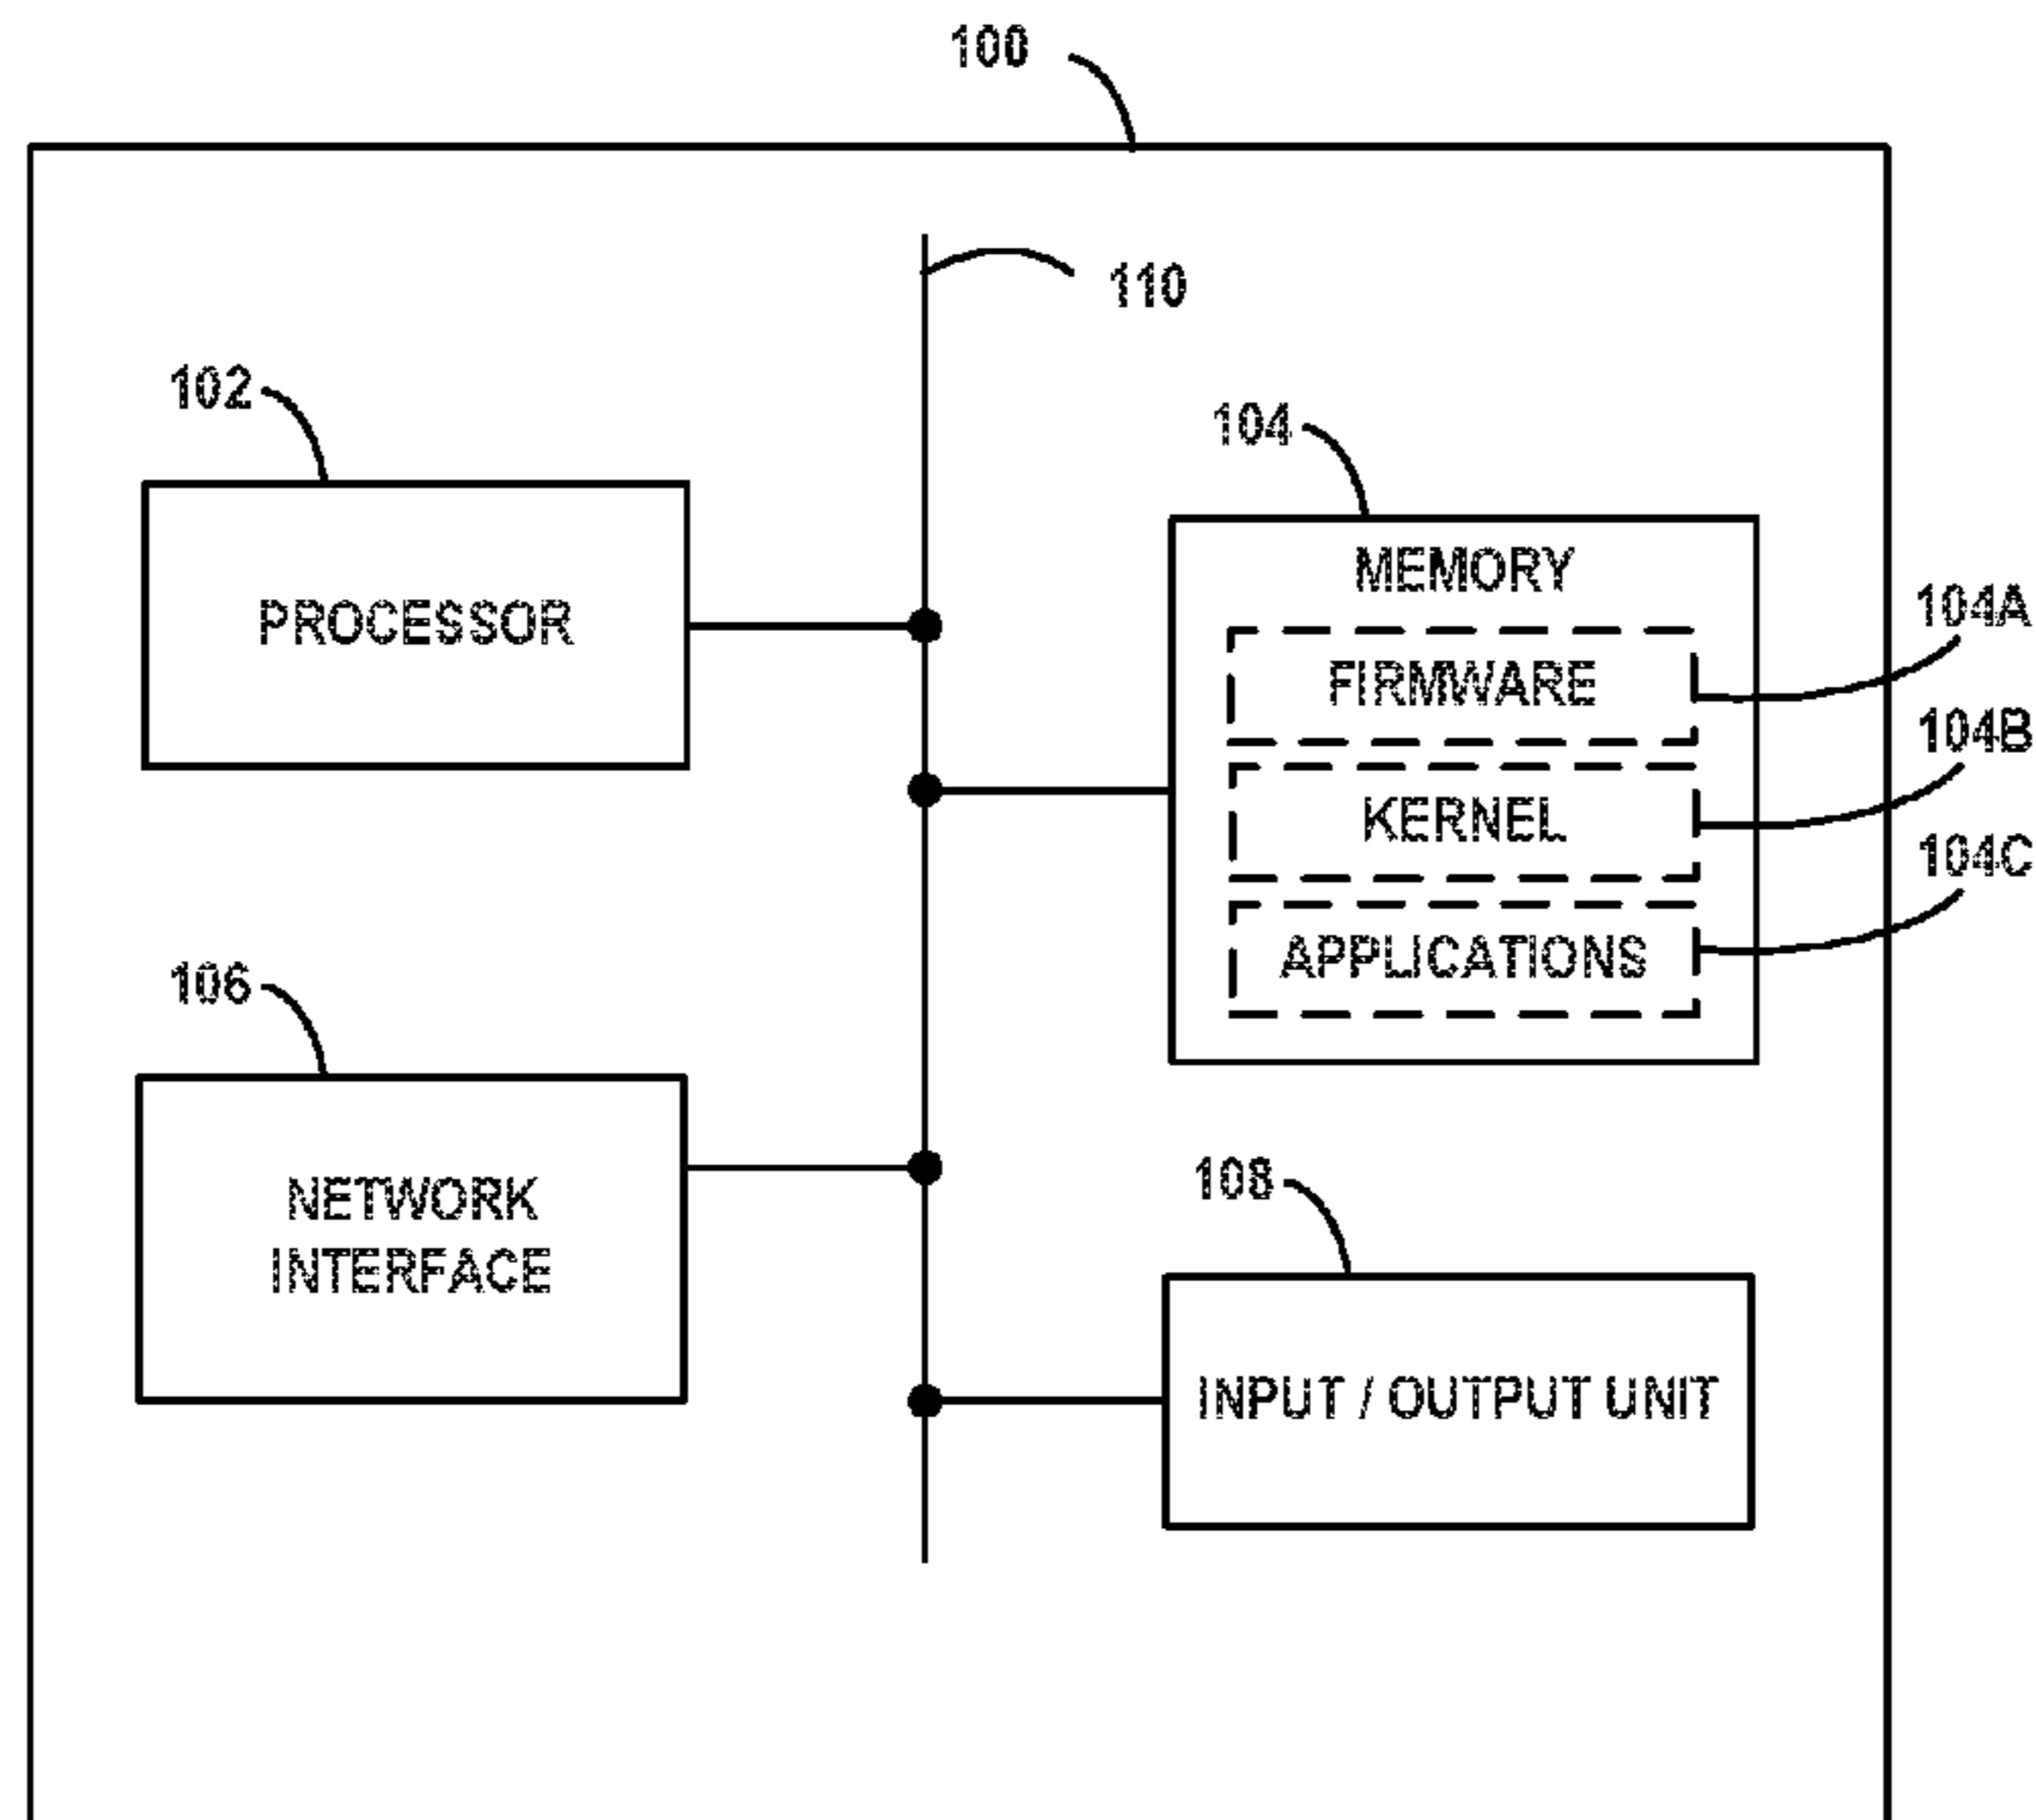 100
110
102
104
PROCESSOR
MEMORY
104A
FIRMWARE
104B
KERNEL
104C
APPLICATIONS
106
NETWORK
INTERFACE
108
INPUT / OUTPUT UNIT